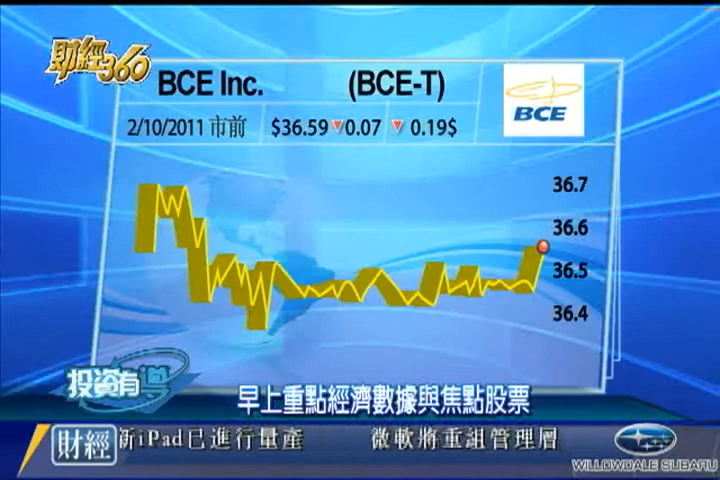 財經360
BCE Inc. (BCE-T)
2/10/2011 市前 $36.59▼0.07 ▼ 0.19$
BCE
36.7
36.6
36.5
36.4
投資有導
早上重點經濟數據與焦點股票
財經 新iPad已進行量產 微軟將重組管理層
SUBARU
WILLOWDALE SUBARU